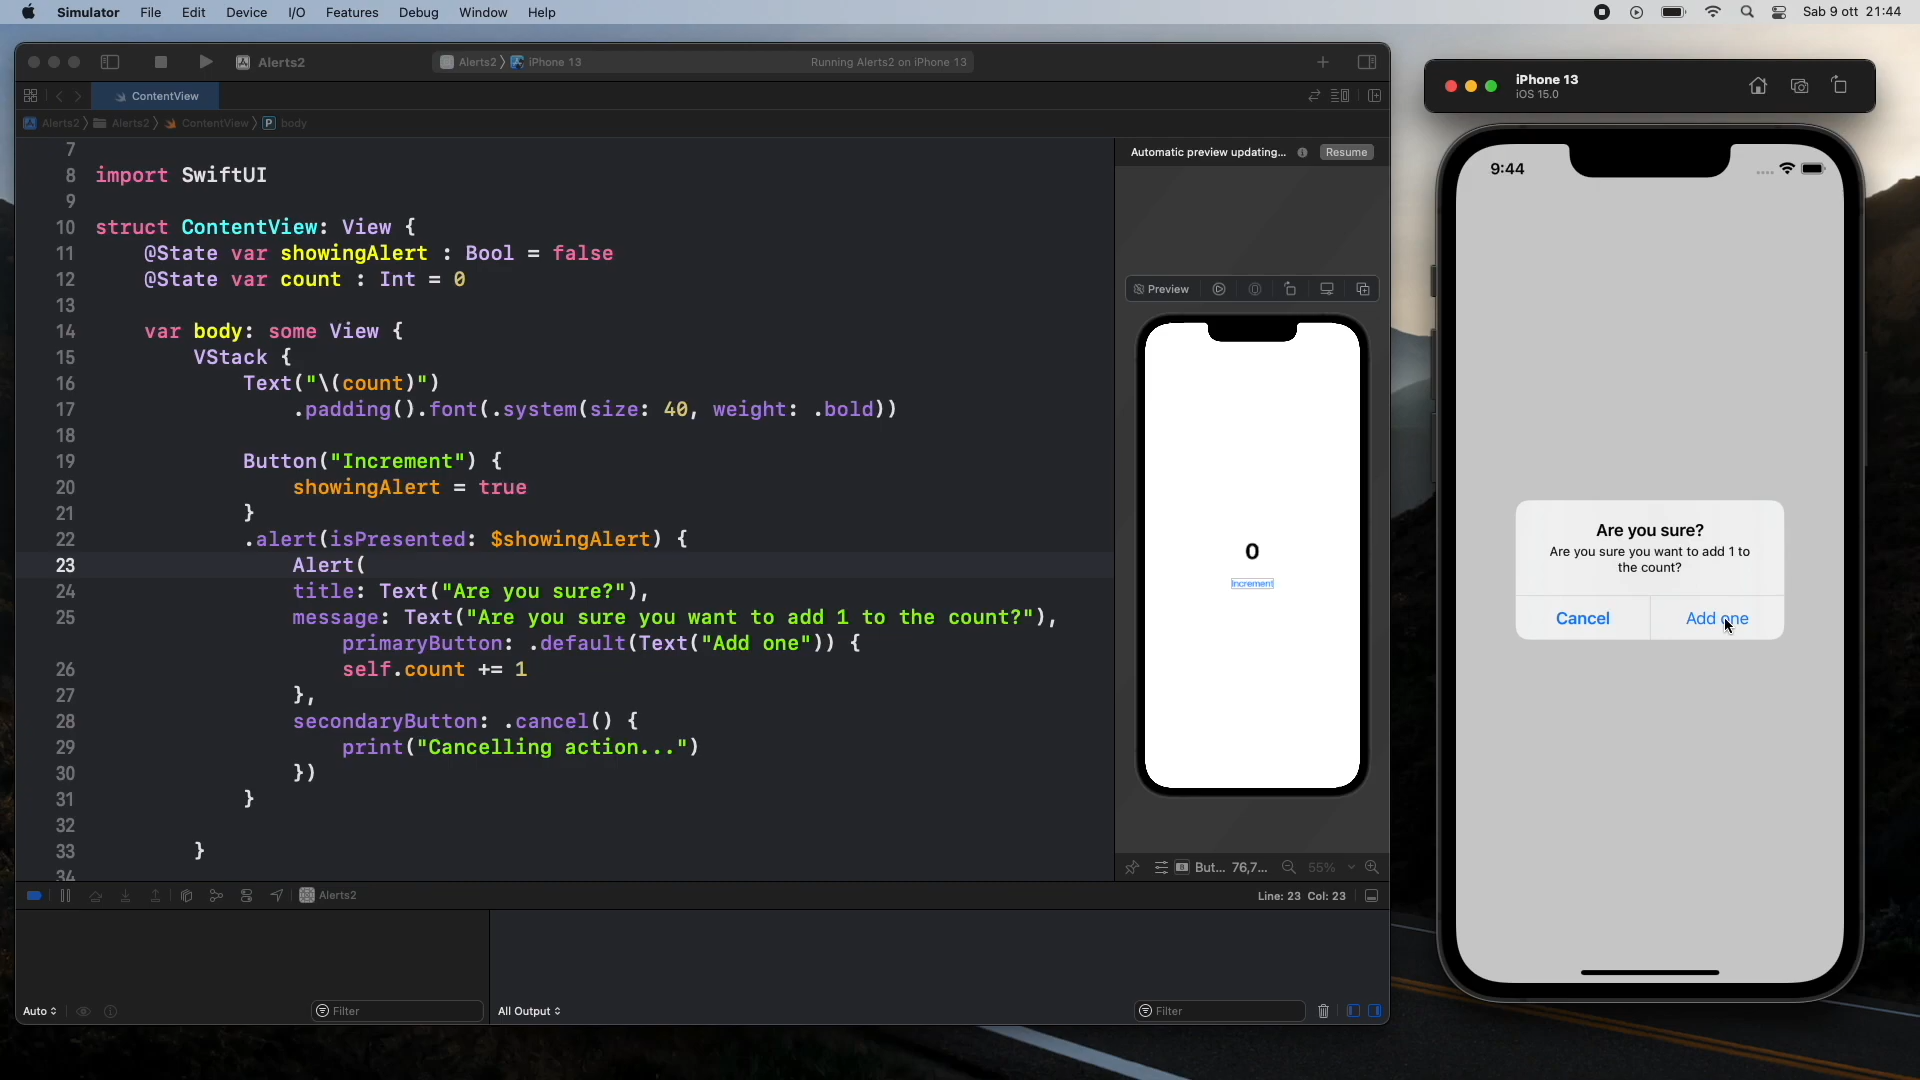 Simulator File Edit Device I/O Features Debug Window Help Sab 9 ott 21:44
Alerts2 Alerts2 iPhone 13 Running Alerts2 on iPhone 13
ContentView
Alerts2 Alerts2 ContentView P body
7
8 import SwiftUI
9
10 struct ContentView: View {
11 @State var showingAlert : Bool = false
12 @State var count : Int = 0
13
14 var body: some View {
15 VStack {
16 Text("\(count)")
17 .padding().font(.system(size: 40, weight: .bold))
18
19 Button("Increment") {
20 showingAlert = true
21 }
22 .alert(isPresented: $showingAlert) {
23 Alert(
24 title: Text("Are you sure?"),
25 message: Text("Are you sure you want to add 1 to the count?"),
primaryButton: .default(Text("Add one")) {
26 self.count += 1
27 },
28 secondaryButton: .cancel() {
29 print("Cancelling action...")
30 })
31 }
32
33 }
34
Automatic preview updating... Resume
Preview
0
Increment
But... 76,7... 55%
Alerts2 Line: 23 Col: 23
Auto Filter All Output Filter
iPhone 13
iOS 15.0
9:44
Are you sure?
Are you sure you want to add 1 to
the count?
Cancel Add one